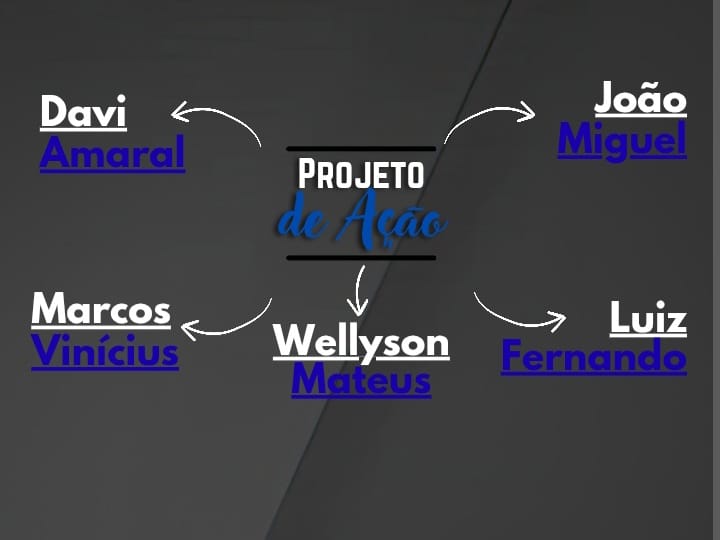 Davi
Amaral
João
Miguel
Projeto
de Ação
Marcos
Vinícius
Wellyson
Mateus
Luiz
Fernando